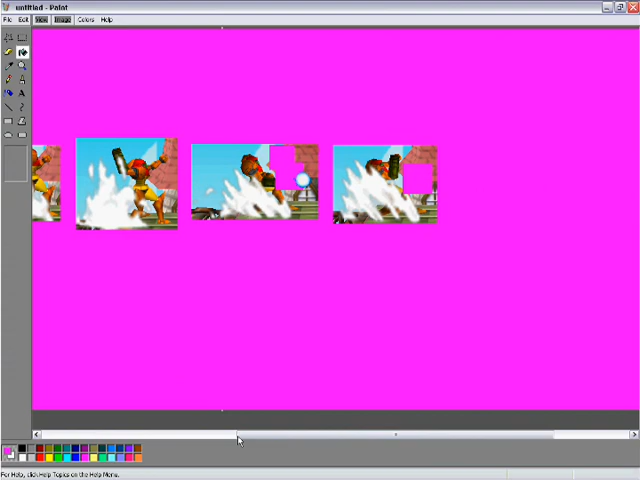 untitled - Paint
File Edit View Image Colors Help
A
For Help, click Help Topics on the Help Menu.